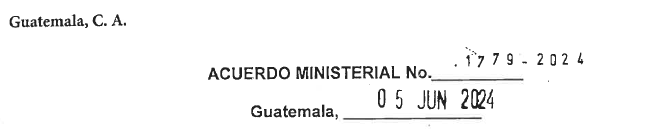 Guatemala, C. A.
ACUERDO MINISTERIAL No. 1779-2024
Guatemala, 05 JUN 2024